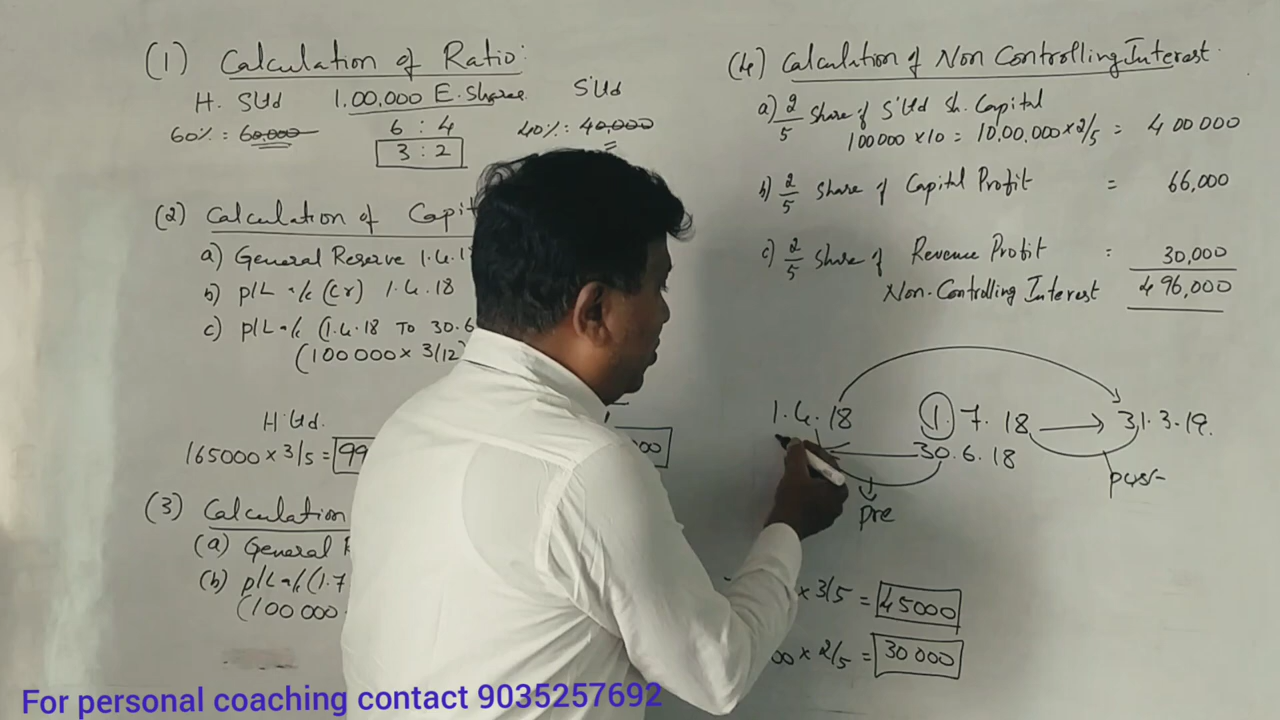 (1) Calculation of Ratio:
H. Sltd 1,00,000 E. Share S'Ltd
60% : 60,000 6 : 4 40% : 40,000
3 : 2
(2) Calculation of Capit
a) General Reserve 1.4.1
b) P/L a/c (Cr) 1.4.18
c) P/L a/c (1.4.18 TO 30.6
(100000 × 3/12)
H'Ltd.
165000 × 3/5 = 99
00
(3) Calculation
(a) General R
(b) P/L a/c (1.7
(100 000
(4) Calculation of Non Controlling Interest
a) 2/5 Share of S'Ltd Sh. Capital
100000 × 10 = 10,00,000 × 2/5 = 4 00 000
b) 2/5 Share of Capital Profit = 66,000
c) 2/5 Share of Revenue Profit : 30,000
Non-Controlling Interest 4 96,000
1.4.18 1.7.18 → 31.3.19.
30.6.18
Pre
post
× 3/5 = 45000
00 × 2/5 = 30 000
For personal coaching contact 9035257692